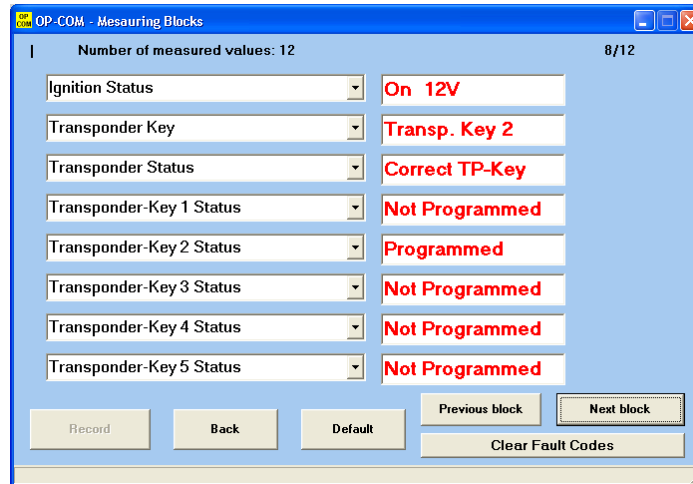 OP COM OP-COM - Mesauring Blocks
Number of measured values: 12 8/12
Ignition Status On 12V
Transponder Key Transp. Key 2
Transponder Status Correct TP-Key
Transponder-Key 1 Status Not Programmed
Transponder-Key 2 Status Programmed
Transponder-Key 3 Status Not Programmed
Transponder-Key 4 Status Not Programmed
Transponder-Key 5 Status Not Programmed
Previous block Next block
Record Back Default
Clear Fault Codes